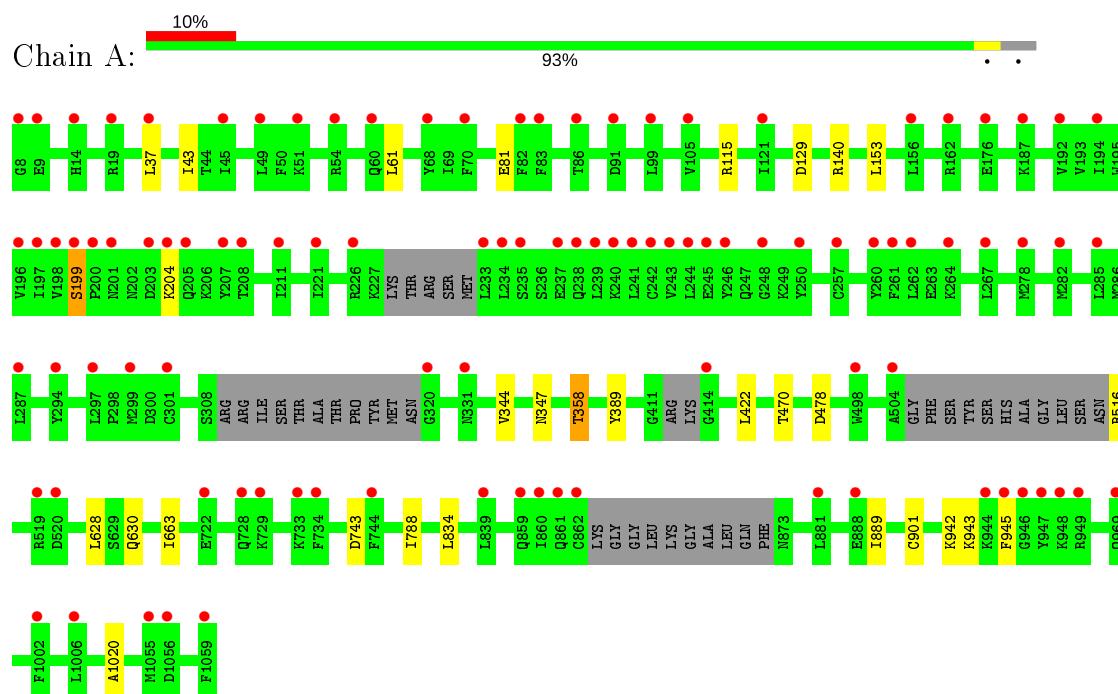 10%
Chain A:
93%
G8 E9 H14 R19 L37 I43 T44 I45 L49 F50 K51 R54 Q60 L61 Y68 I69 F70 E81 F82 F83 T86 D91 L99 V105 R115 I121 D129 R140 L153 L156 R162 E176 K187 V192 V193 I194 W195
V196 I197 V198 S199 P200 N201 N202 D203 K204 Q205 K206 Y207 T208 I211 I221 R226 K227 LYS THR ARG SER MET L233 L234 S235 S236 E237 Q238 L239 K240 L241 C242 V243 L244 E245 Y246 Q247 G248 K249 Y250 C257 Y260 F261 L262 E263 K264 L267 M278 M282 L285 M286
L287 Y294 L297 P298 M299 D300 C301 S308 ARG ARG ILE SER THR ALA THR PRO TYR MET ASN G320 N331 V344 N347 T358 Y389 G411 ARG LYS G414 L422 T470 D478 W498 A504 GLY PHE SER TYR SER HIS ALA GLY LEU SER ASN R516
R519 D520 L628 S629 Q630 I663 E722 Q728 K729 K733 F734 D743 F744 I788 L834 L839 Q859 I860 Q861 C862 LYS GLY GLY LEU LYS GLY ALA LEU GLN PHE N873 L881 E888 I889 C901 K942 K943 K944 F945 G946 Y947 K948 R949 Q969
F1002 L1006 A1020 M1055 D1056 F1059